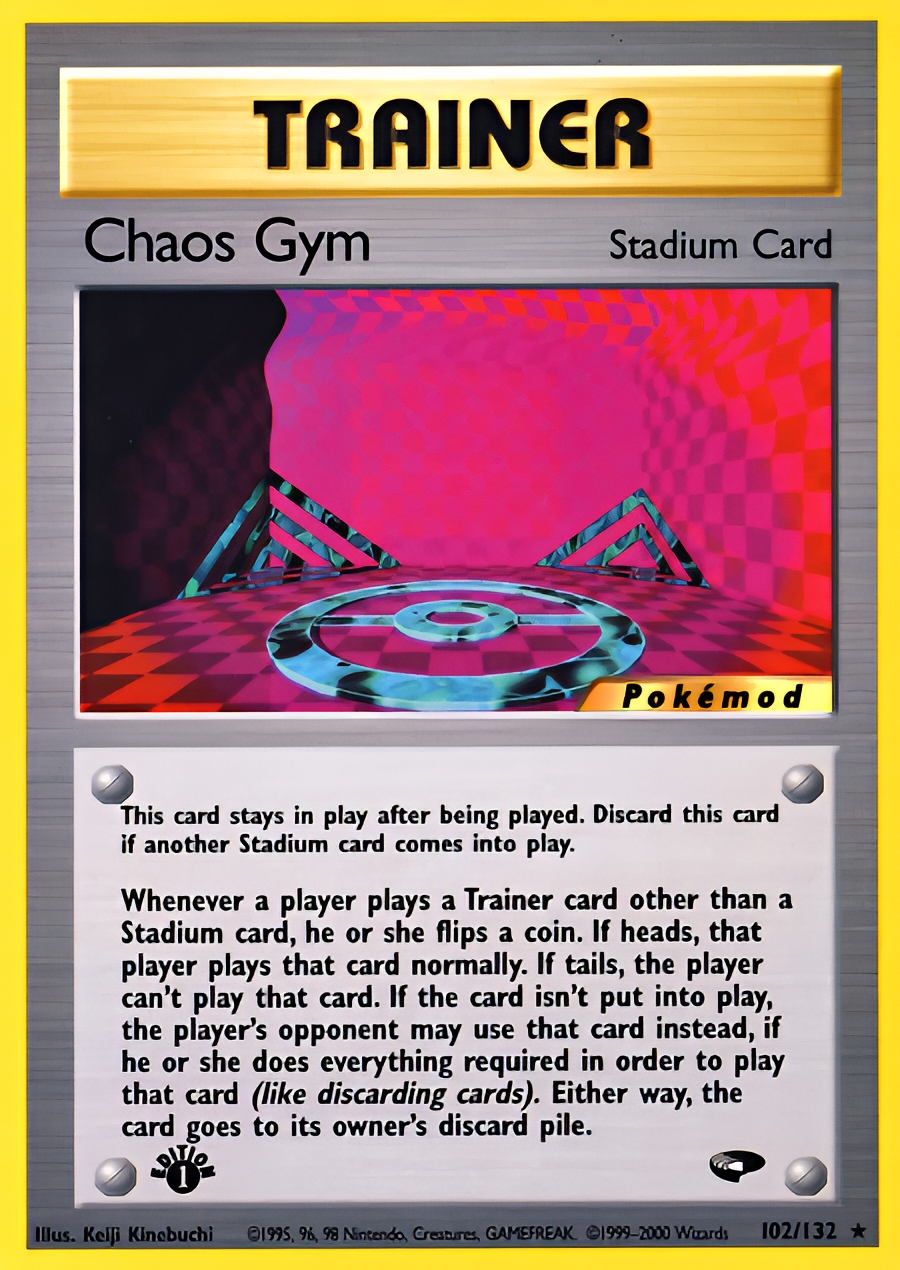 TRAINER
Chaos Gym
Stadium Card
Pokémod
This card stays in play after being played. Discard this card
if another Stadium card comes into play.
Whenever a player plays a Trainer card other than a
Stadium card, he or she flips a coin. If heads, that
player plays that card normally. If tails, the player
can't play that card. If the card isn't put into play,
the player's opponent may use that card instead, if
he or she does everything required in order to play
that card (like discarding cards). Either way, the
card goes to its owner's discard pile.
EDITION
1
Illus. Keiji Kinebuchi ©1995, 96, 98 Nintendo, Creatures, GAMEFREAK. ©1999–2000 Wizards 102/132 ★